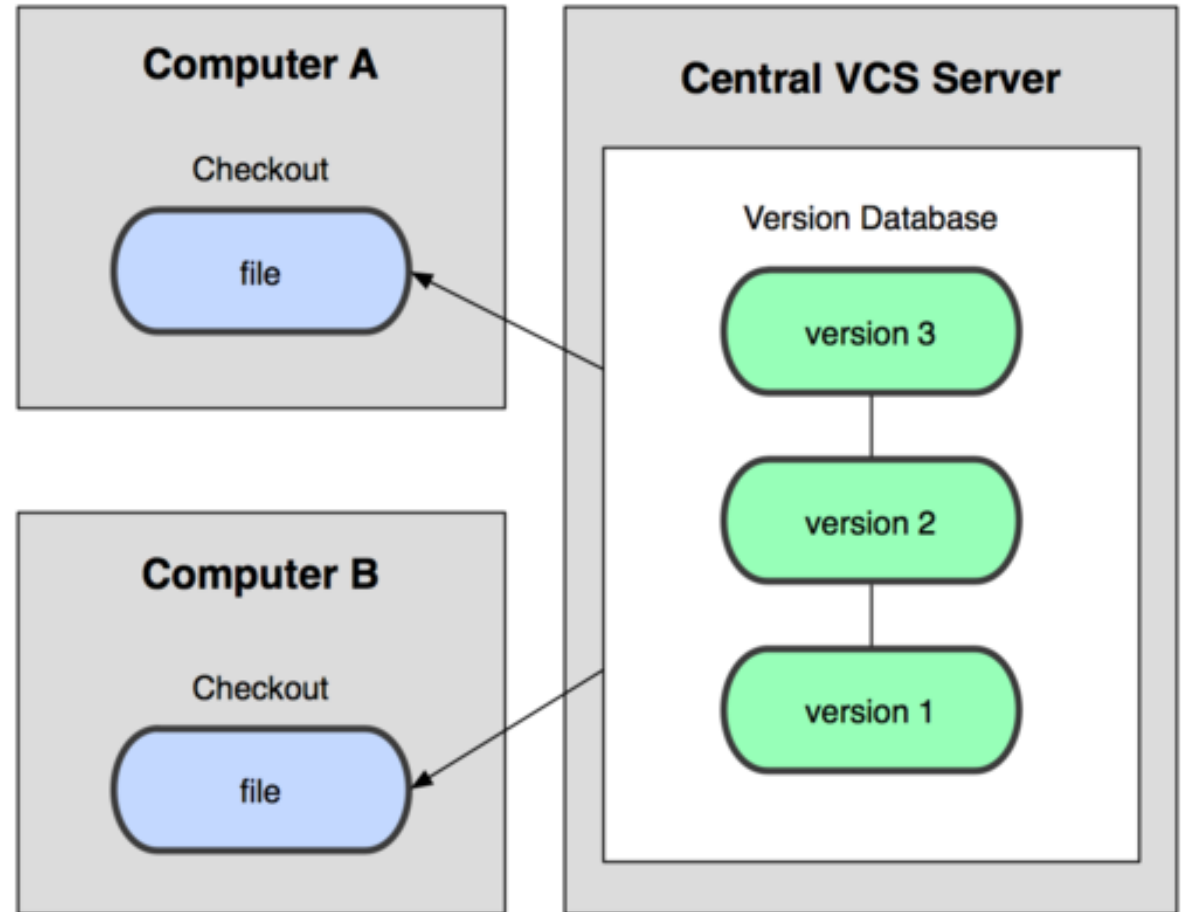 Computer A
Checkout
file
Computer B
Checkout
file
Central VCS Server
Version Database
version 3
version 2
version 1